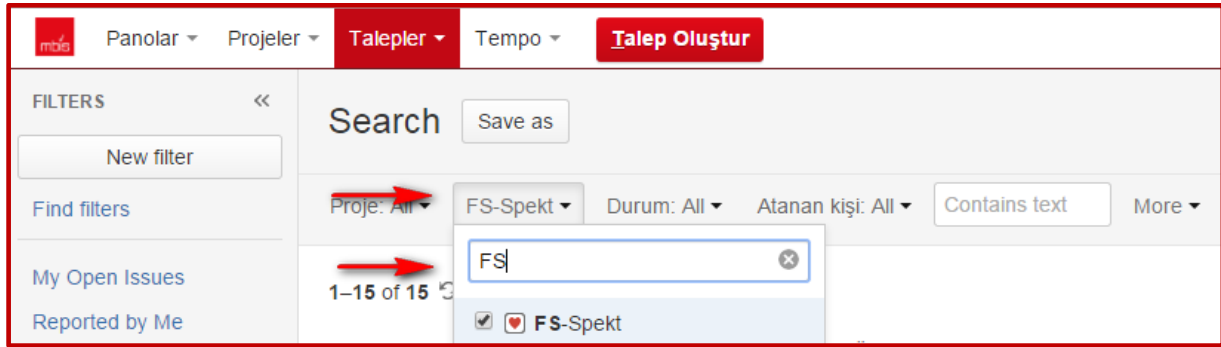 mbis Panolar Projeler Talepler Tempo Talep Oluştur
FILTERS
New filter
Find filters
My Open Issues
Reported by Me
Search Save as
Proje: All FS-Spekt Durum: All Atanan kişi: All Contains text More
FS
1–15 of 15
FS-Spekt